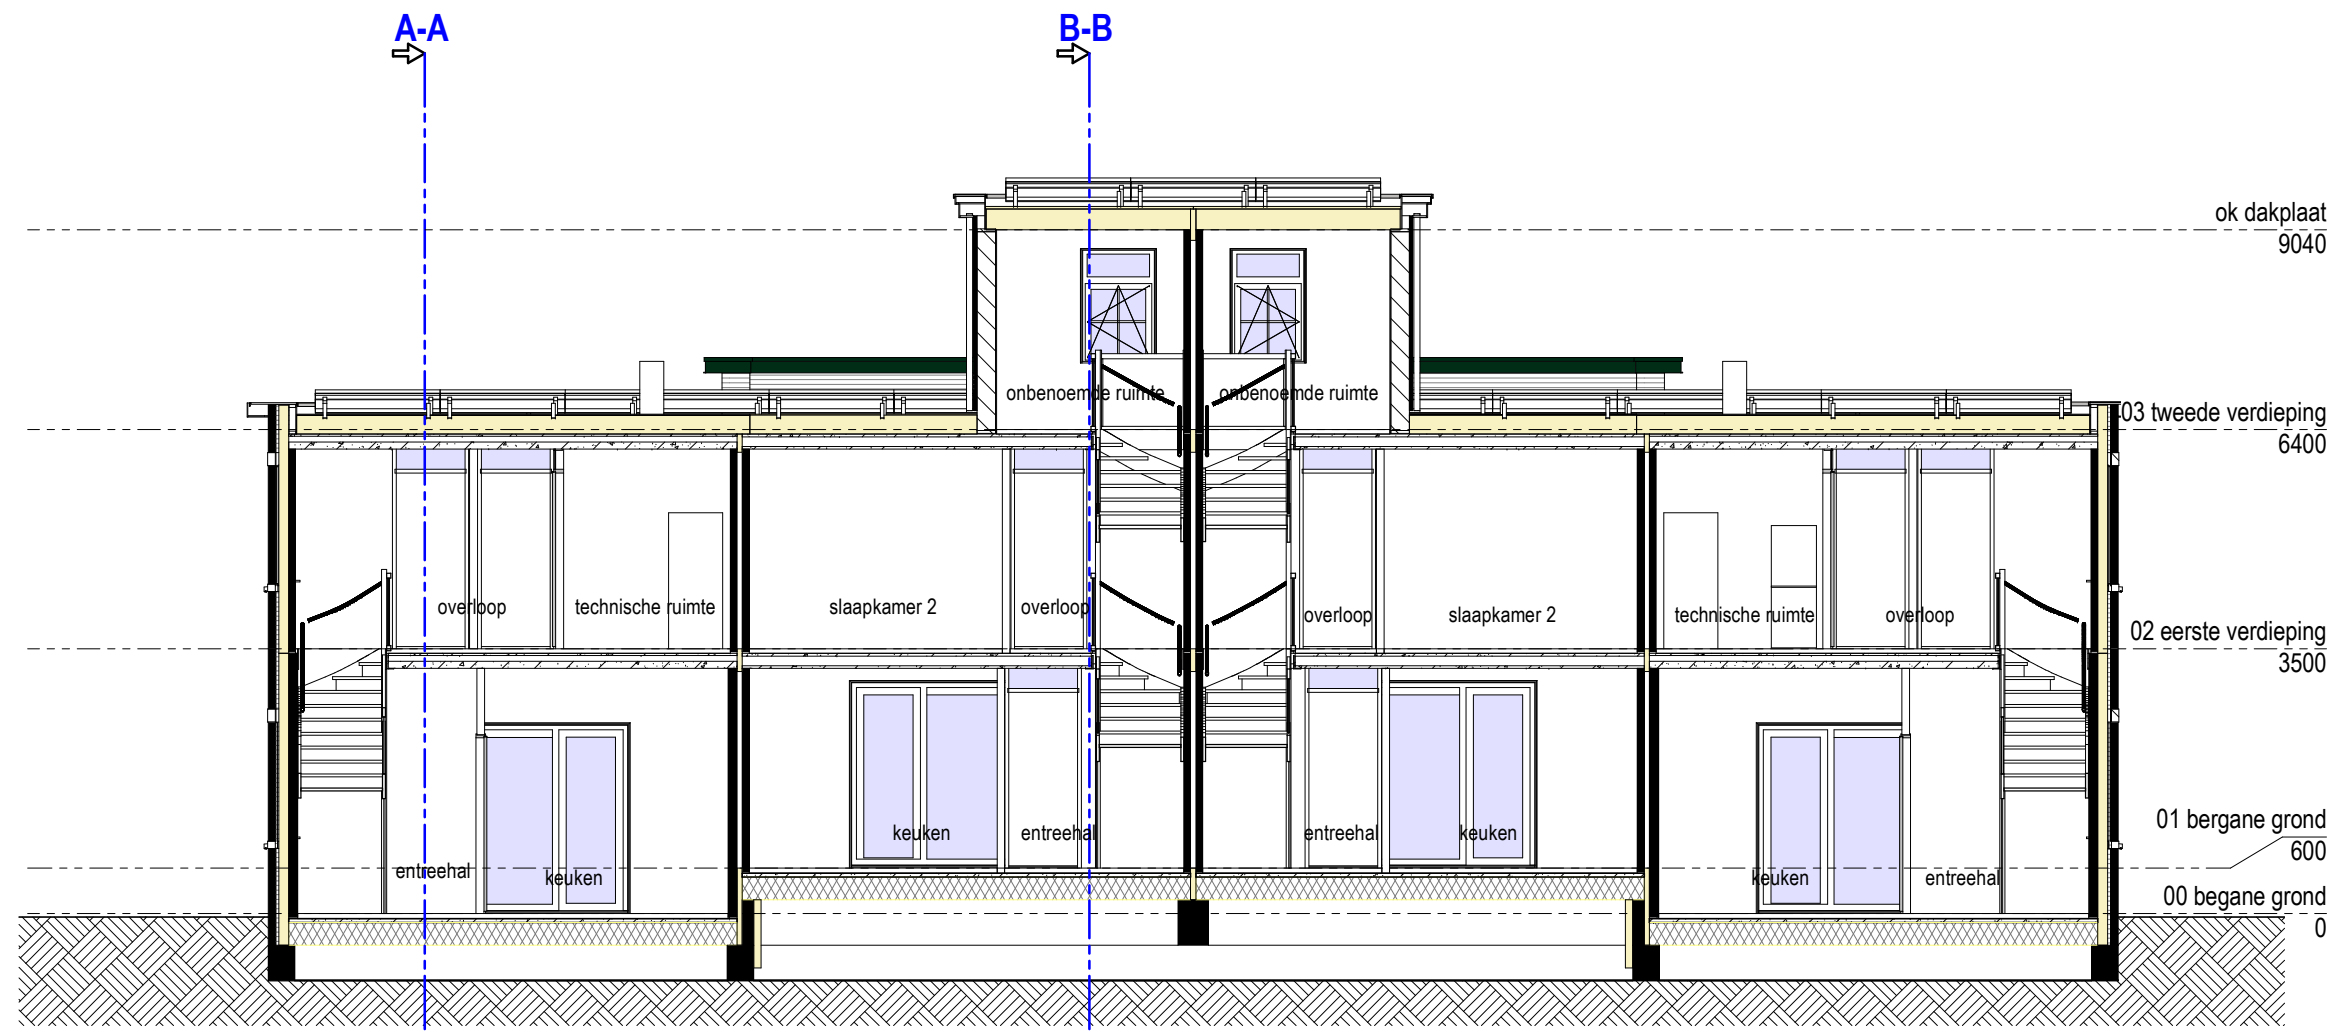 A-A
B-B
ok dakplaat
9040
onbenoemde ruimte
onbenoemde ruimte
03 tweede verdieping
6400
overloop
technische ruimte
slaapkamer 2
overloop
overloop
slaapkamer 2
technische ruimte
overloop
02 eerste verdieping
3500
keuken
entreehal
entreehal
keuken
01 bergane grond
600
entreehal
keuken
keuken
entreehal
00 begane grond
0